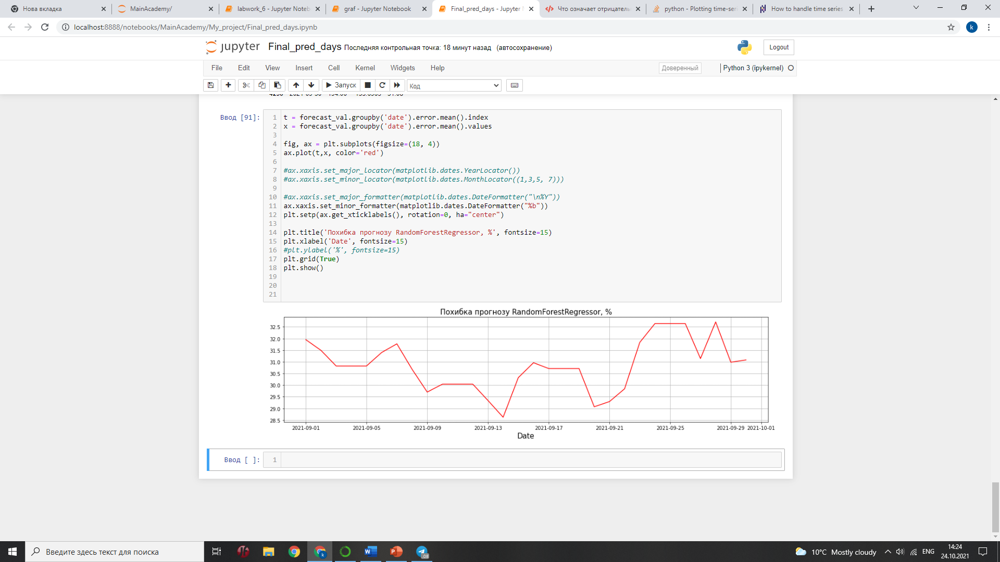 Нова вкладка
MainAcademy/
labwork_6 - Jupyter Noteb
graf - Jupyter Notebook
Final_pred_days - Jupyter
Что означает отрицатель
python - Plotting time-seri
How to handle time series
localhost:8888/notebooks/MainAcademy/My_project/Final_pred_days.ipynb
k
jupyter Final_pred_days Последняя контрольная точка: 18 минут назад (автосохранение)
Logout
File Edit View Insert Cell Kernel Widgets Help
Доверенный
Python 3 (ipykernel)
Запуск
Код
Ввод [91]:
1 t = forecast_val.groupby('date').error.mean().index
2 x = forecast_val.groupby('date').error.mean().values
3
4 fig, ax = plt.subplots(figsize=(18, 4))
5 ax.plot(t,x, color='red')
6
7 #ax.xaxis.set_major_locator(matplotlib.dates.YearLocator())
8 #ax.xaxis.set_minor_locator(matplotlib.dates.MonthLocator((1,3,5, 7)))
9
10 #ax.xaxis.set_major_formatter(matplotlib.dates.DateFormatter("\n%Y"))
11 ax.xaxis.set_minor_formatter(matplotlib.dates.DateFormatter("%b"))
12 plt.setp(ax.get_xticklabels(), rotation=0, ha="center")
13
14 plt.title('Похибка прогнозу RandomForestRegressor, %', fontsize=15)
15 plt.xlabel('Date', fontsize=15)
16 #plt.ylabel('%', fontsize=15)
17 plt.grid(True)
18 plt.show()
19
20
21
Похибка прогнозу RandomForestRegressor, %
32.5
32.0
31.5
31.0
30.5
30.0
29.5
29.0
28.5
2021-09-01 2021-09-05 2021-09-09 2021-09-13 2021-09-17 2021-09-21 2021-09-25 2021-09-29 2021-10-01
Date
Ввод [ ]:
1
Введите здесь текст для поиска
k
W
P
.08
10°C Mostly cloudy
ENG
14:24
24.10.2021